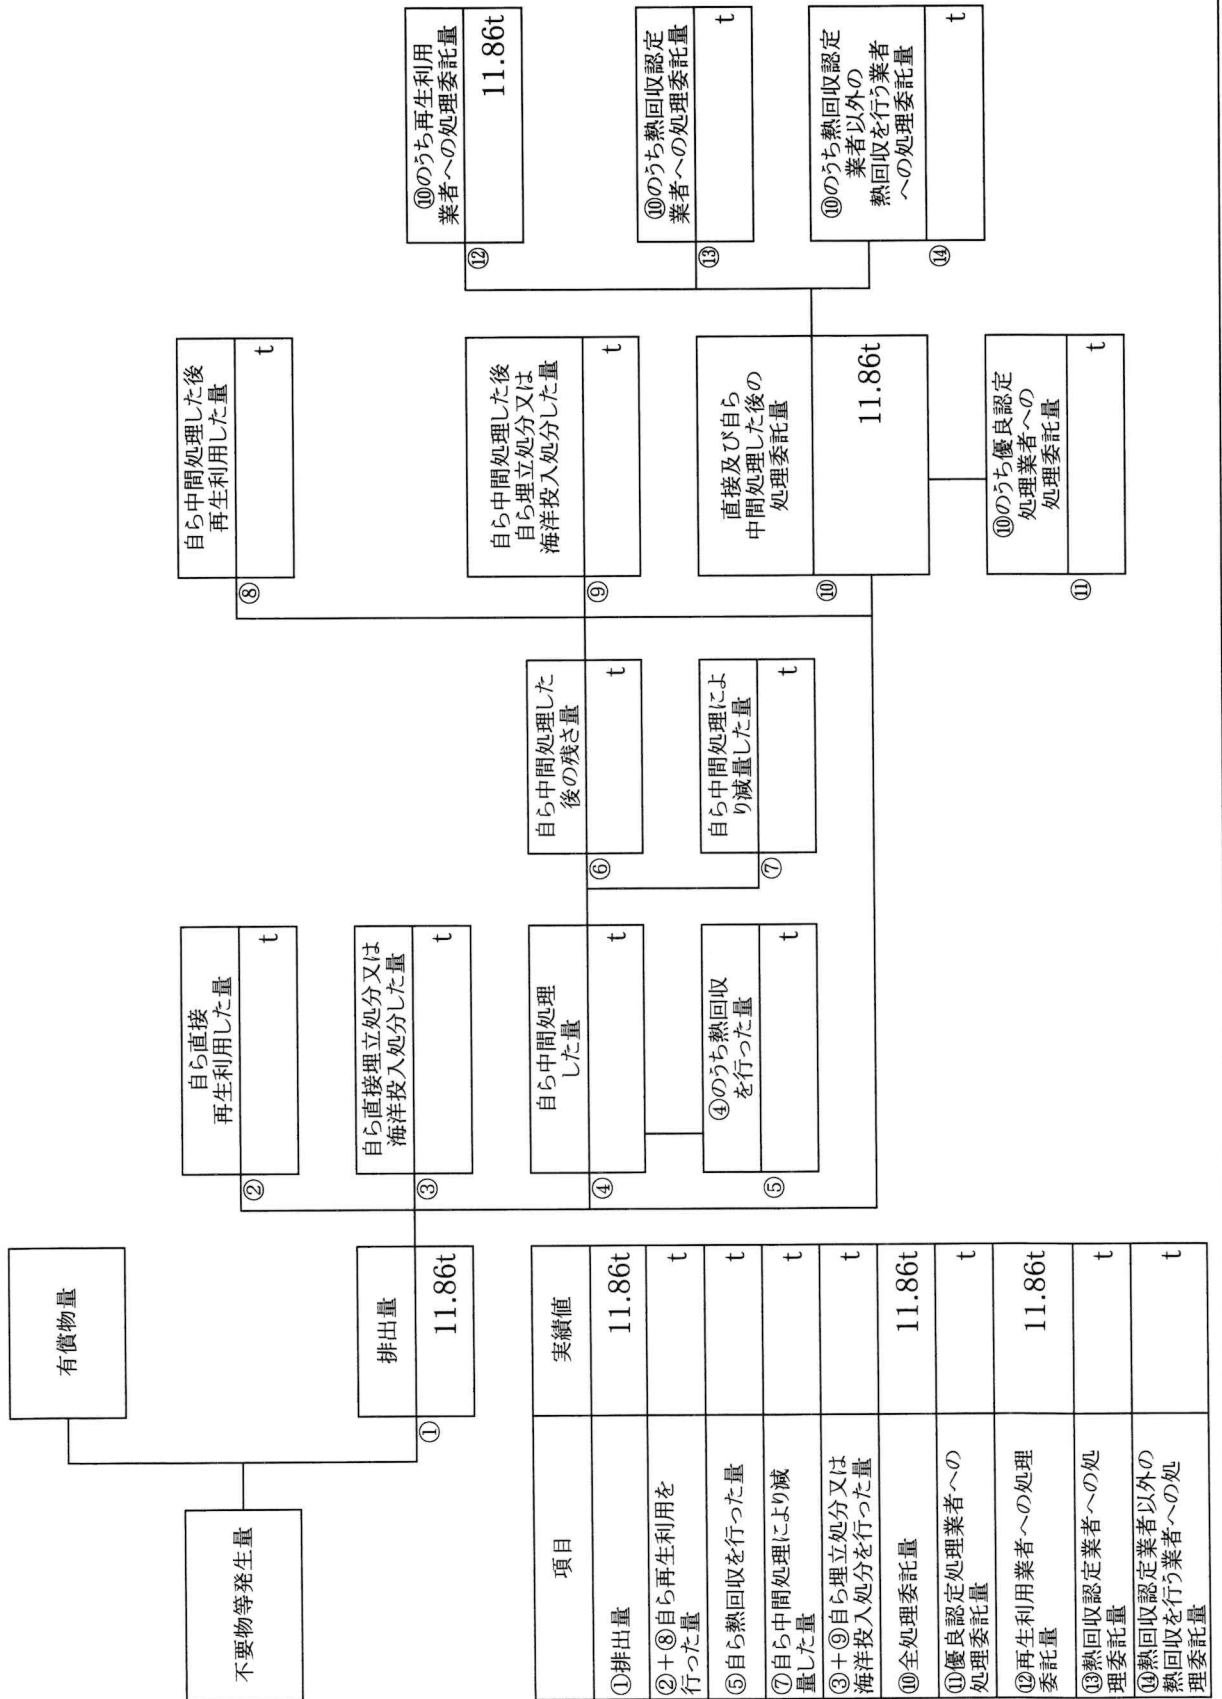 不要物等発生量
有償物量
排出量
①
11.86t
自ら直接
再生利用した量
②
t
自ら直接埋立処分又は
海洋投入処分した量
③
t
自ら中間処理
した量
④
t
④のうち熱回収
を行った量
⑤
t
自ら中間処理した
後の残さ量
⑥
t
自ら中間処理によ
り減量した量
⑦
t
自ら中間処理した後
再生利用した量
⑧
t
自ら中間処理した後
自ら埋立処分又は
海洋投入処分した量
⑨
t
直接及び自ら
中間処理した後の
処理委託量
⑩
11.86t
⑩のうち優良認定
処理業者への
処理委託量
⑪
t
⑩のうち再生利用
業者への処理委託量
⑫
11.86t
⑩のうち熱回収認定
業者への処理委託量
⑬
t
⑩のうち熱回収認定
業者以外の
熱回収を行う業者
への処理委託量
⑭
t
項目
実績値
①排出量
11.86t
②+⑧自ら再生利用を
行った量
t
⑤自ら熱回収を行った量
t
⑦自ら中間処理により減
量した量
t
③+⑨自ら埋立処分又は
海洋投入処分を行った量
t
⑩全処理委託量
11.86t
⑪優良認定処理業者への
処理委託量
t
⑫再生利用業者への処理
委託量
11.86t
⑬熱回収認定業者への処
理委託量
t
⑭熱回収認定業者以外の
熱回収を行う業者への処
理委託量
t